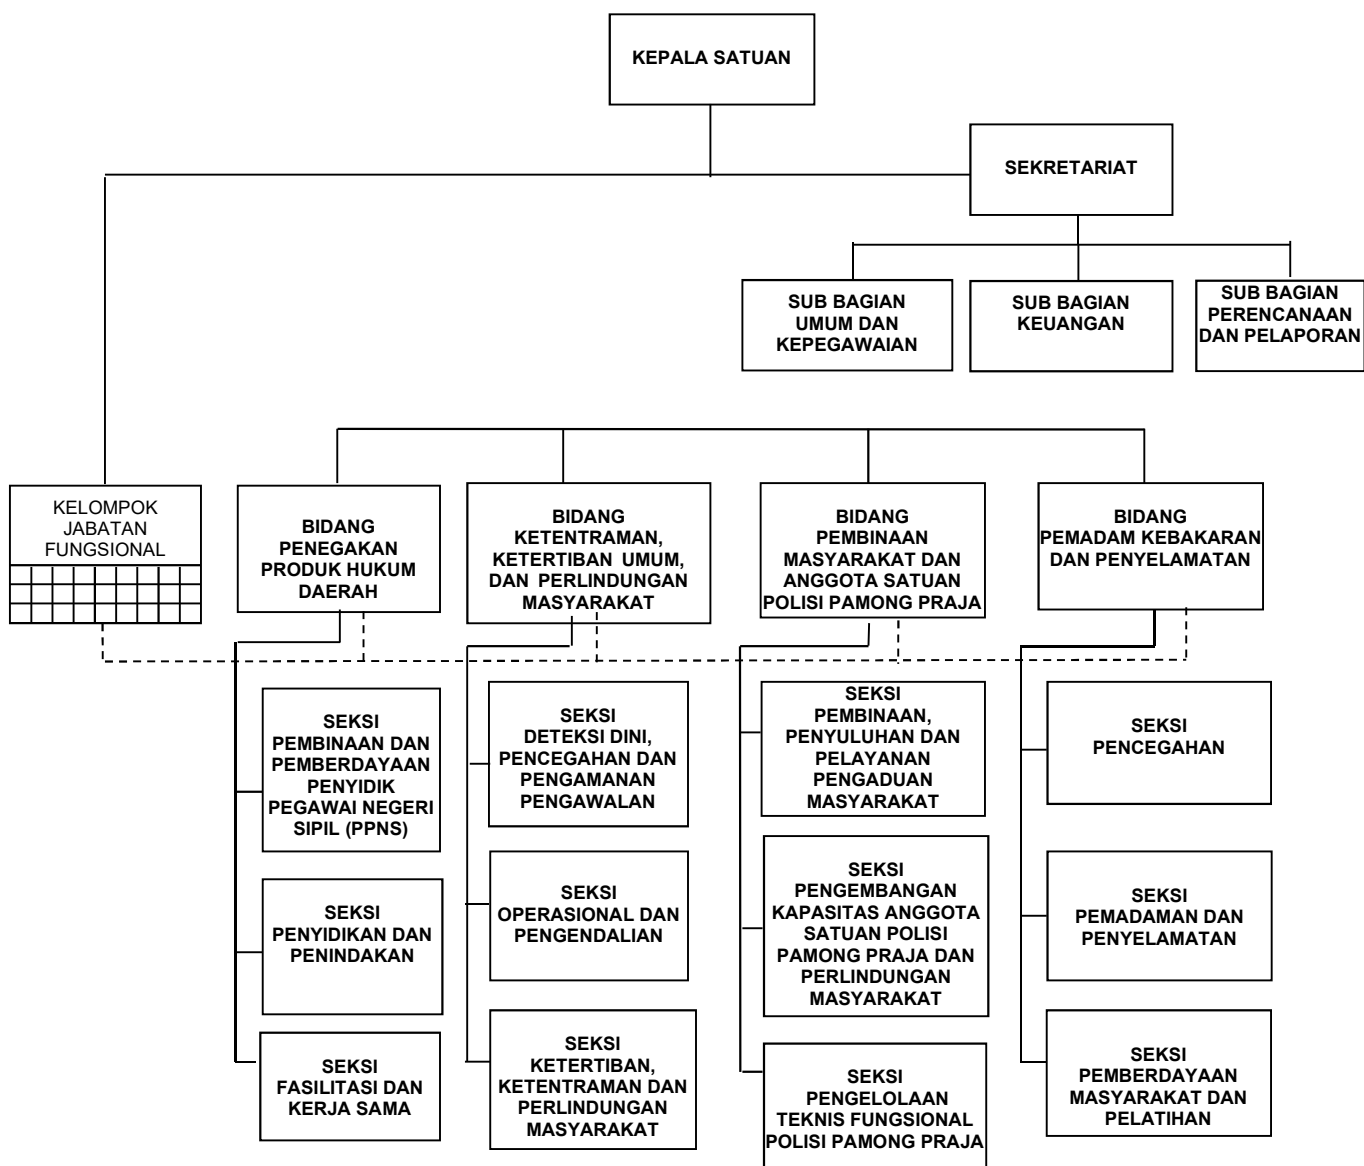 KEPALA SATUAN
SEKRETARIAT
SUB BAGIAN
UMUM DAN
KEPEGAWAIAN
SUB BAGIAN
KEUANGAN
SUB BAGIAN
PERENCANAAN
DAN PELAPORAN
KELOMPOK
JABATAN
FUNGSIONAL
BIDANG
PENEGAKAN
PRODUK HUKUM
DAERAH
BIDANG
KETENTRAMAN,
KETERTIBAN UMUM,
DAN PERLINDUNGAN
MASYARAKAT
BIDANG
PEMBINAAN
MASYARAKAT DAN
ANGGOTA SATUAN
POLISI PAMONG PRAJA
BIDANG
PEMADAM KEBAKARAN
DAN PENYELAMATAN
SEKSI
PEMBINAAN DAN
PEMBERDAYAAN
PENYIDIK
PEGAWAI NEGERI
SIPIL (PPNS)
SEKSI
DETEKSI DINI,
PENCEGAHAN DAN
PENGAMANAN
PENGAWALAN
SEKSI
PEMBINAAN,
PENYULUHAN DAN
PELAYANAN
PENGADUAN
MASYARAKAT
SEKSI
PENCEGAHAN
SEKSI
PENYIDIKAN DAN
PENINDAKAN
SEKSI
OPERASIONAL DAN
PENGENDALIAN
SEKSI
PENGEMBANGAN
KAPASITAS ANGGOTA
SATUAN POLISI
PAMONG PRAJA DAN
PERLINDUNGAN
MASYARAKAT
SEKSI
PEMADAMAN DAN
PENYELAMATAN
SEKSI
FASILITASI DAN
KERJA SAMA
SEKSI
KETERTIBAN,
KETENTRAMAN DAN
PERLINDUNGAN
MASYARAKAT
SEKSI
PENGELOLAAN
TEKNIS FUNGSIONAL
POLISI PAMONG PRAJA
SEKSI
PEMBERDAYAAN
MASYARAKAT DAN
PELATIHAN